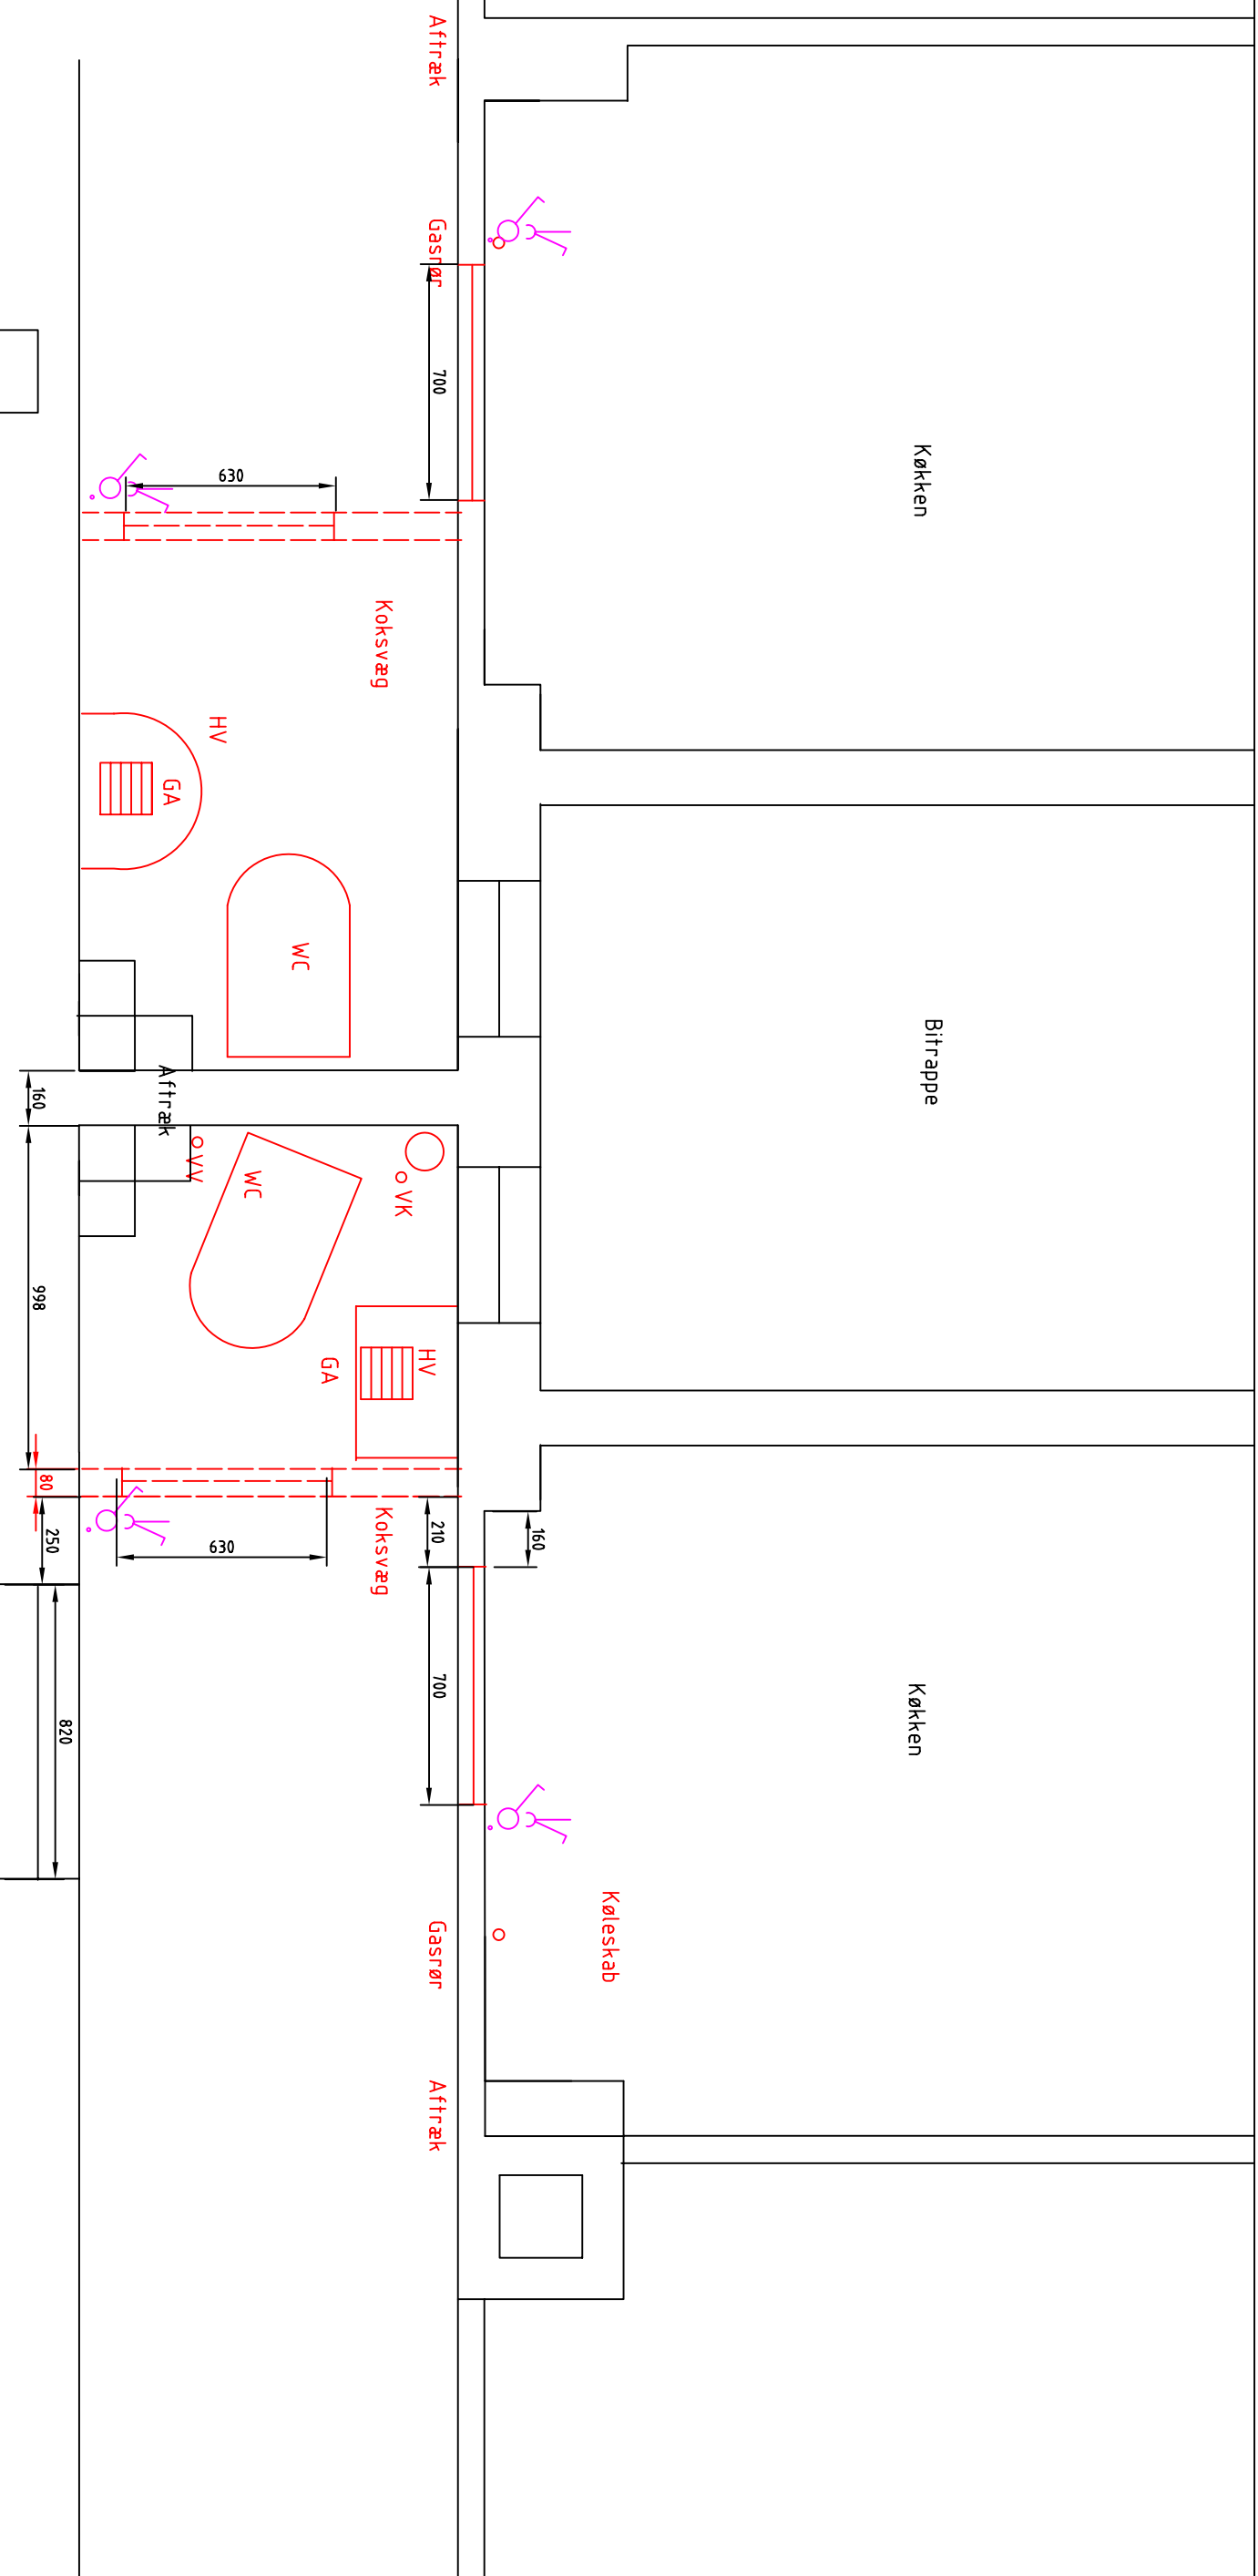 Aftræk
Gasrør
700
Køkken
630
Koksvæg
HV
GA
WC
Bitrappe
160
Aftræk
VV
WC
VK
998
HV
GA
80
250
630
210
160
Koksvæg
700
Køkken
820
Køleskab
Gasrør
Aftræk